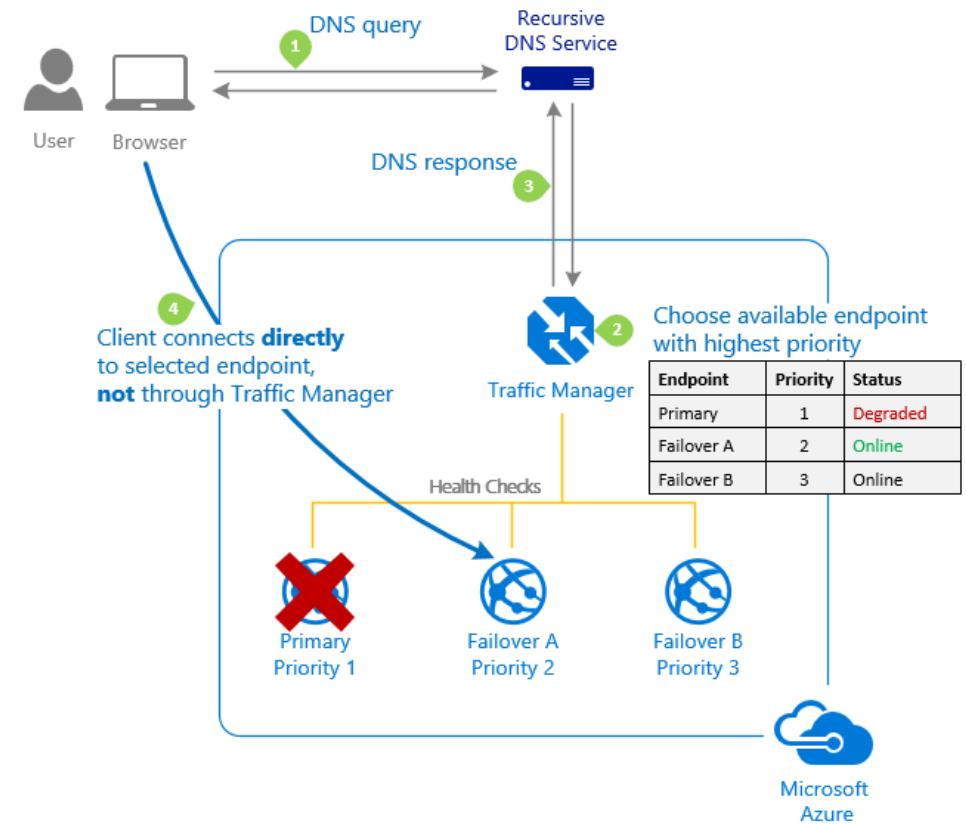 DNS query
1
Recursive
DNS Service
User
Browser
DNS response
3
4
Client connects directly
to selected endpoint,
not through Traffic Manager
2
Traffic Manager
Choose available endpoint
with highest priority
Endpoint Priority Status
Primary 1 Degraded
Failover A 2 Online
Failover B 3 Online
Health Checks
Primary
Priority 1
Failover A
Priority 2
Failover B
Priority 3
Microsoft
Azure